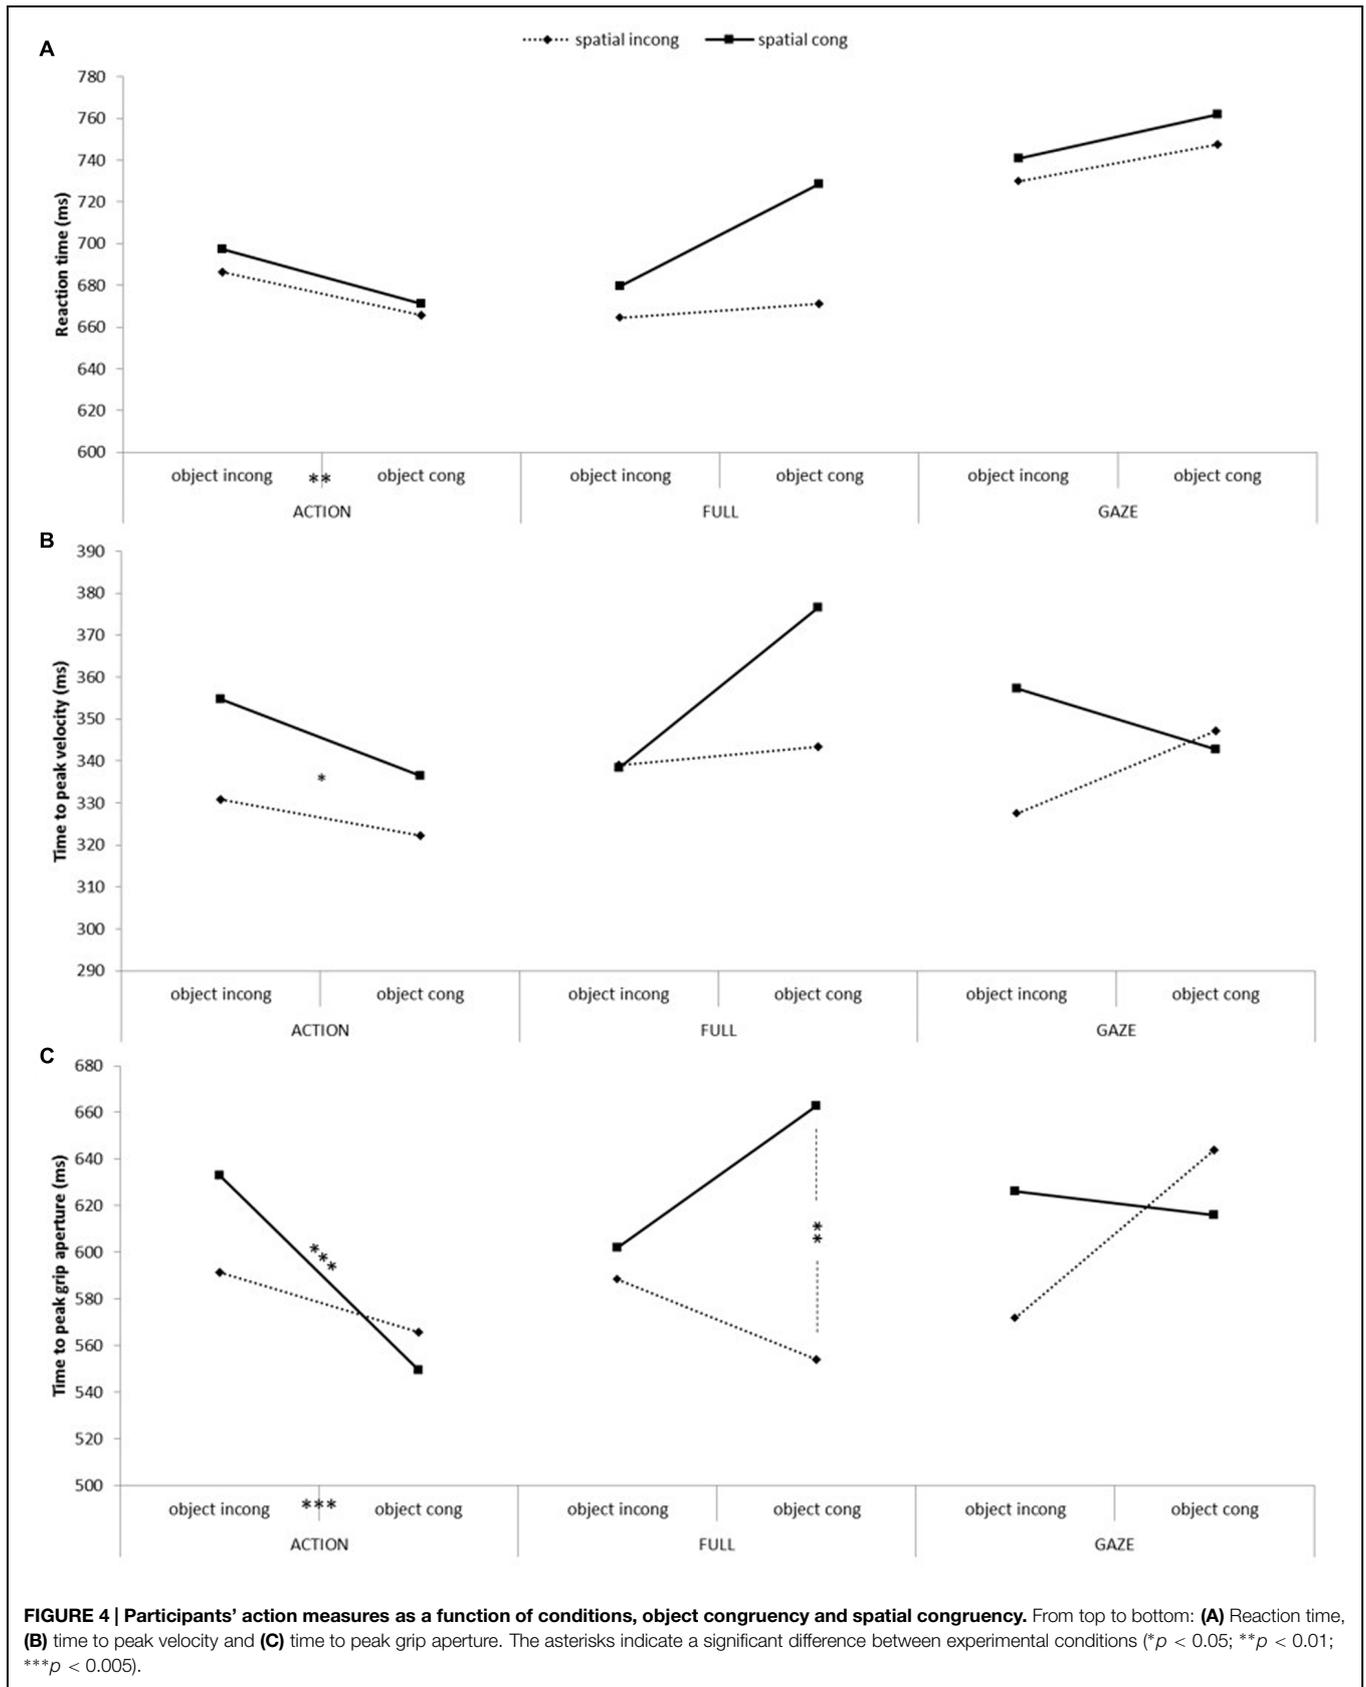 A
spatial incong spatial cong
780
760
740
720
700
680
660
640
620
600
Reaction time (ms)
object incong ** object cong object incong object cong object incong object cong
ACTION FULL GAZE
B
390
380
370
360
350
340
330
320
310
300
290
Time to peak velocity (ms)
*
object incong object cong object incong object cong object incong object cong
ACTION FULL GAZE
C
680
660
640
620
600
580
560
540
520
500
Time to peak grip aperture (ms)
***
**
object incong *** object cong object incong object cong object incong object cong
ACTION FULL GAZE
FIGURE 4 | Participants’ action measures as a function of conditions, object congruency and spatial congruency. From top to bottom: (A) Reaction time,
(B) time to peak velocity and (C) time to peak grip aperture. The asterisks indicate a significant difference between experimental conditions (*p < 0.05; **p < 0.01;
***p < 0.005).